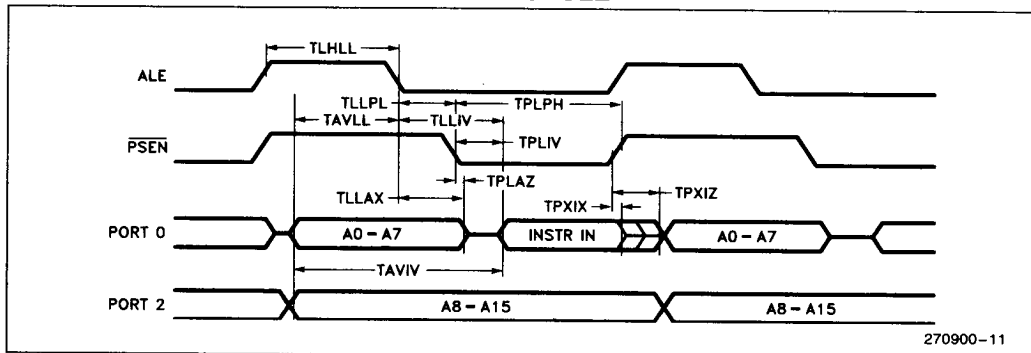 TLHLL
ALE
TLLPL
TPLPH
TAVLL
TLLIV
PSEN
TPLIV
TPLAZ
TLLAX
TPXIZ
TPXIX
PORT 0
A0-A7
INSTR IN
A0-A7
TAVIV
PORT 2
A8-A15
A8-A15
270900-11